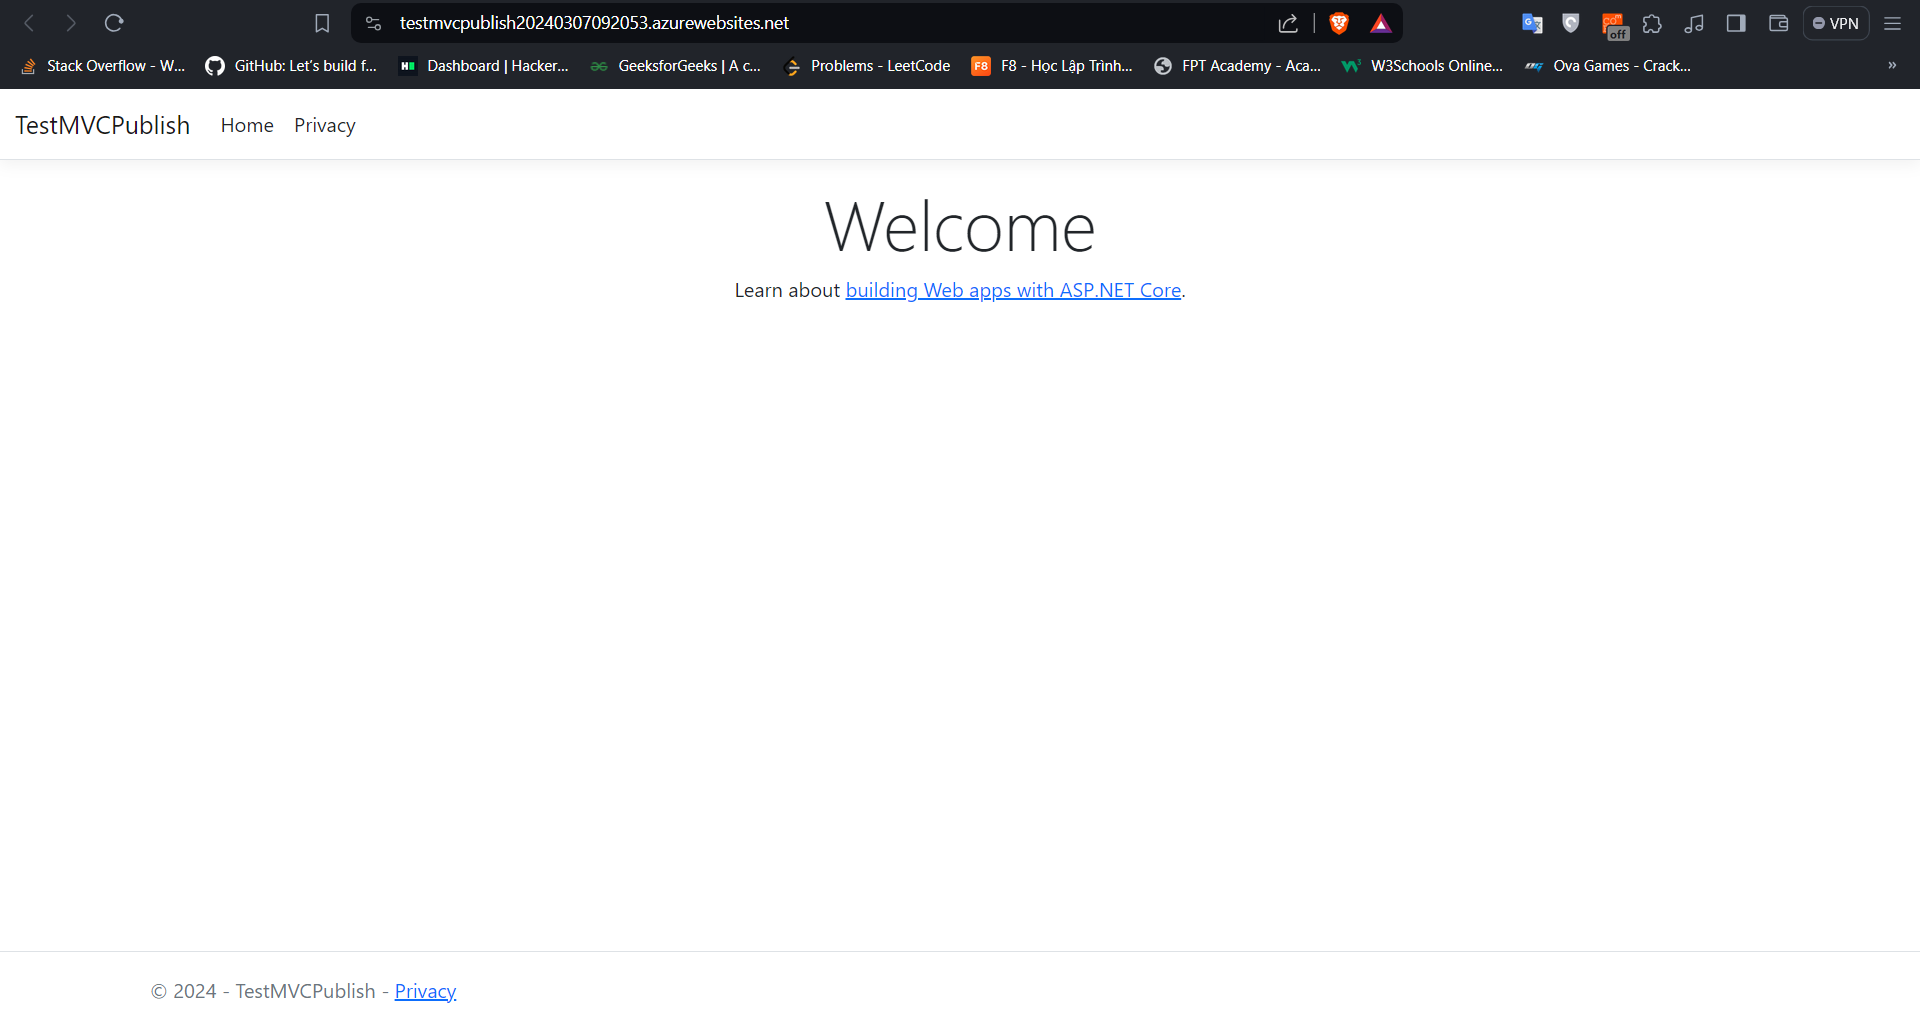 testmvcpublish20240307092053.azurewebsites.net
VPN
off
Stack Overflow - W... GitHub: Let's build f... Dashboard | Hacker... GeeksforGeeks | A c... Problems - LeetCode F8 F8 - Học Lập Trình... FPT Academy - Aca... W3Schools Online... Ova Games - Crack... »
TestMVCPublish Home Privacy
Welcome
Learn about building Web apps with ASP.NET Core.
© 2024 - TestMVCPublish - Privacy